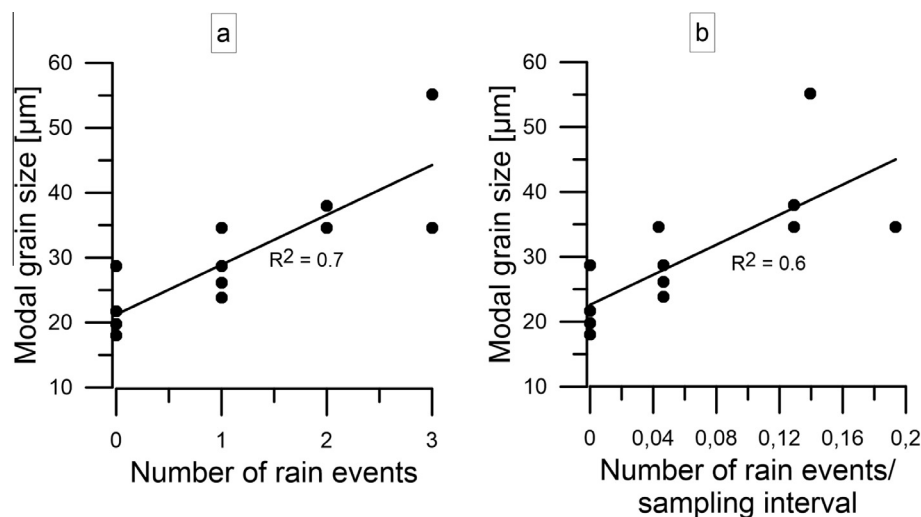 a
Modal grain size [µm]
60
50
40
30
20
10
R2 = 0.7
0 1 2 3
Number of rain events
b
Modal grain size [µm]
60
50
40
30
20
10
R2 = 0.6
0 0,04 0,08 0,12 0,16 0,2
Number of rain events/
sampling interval